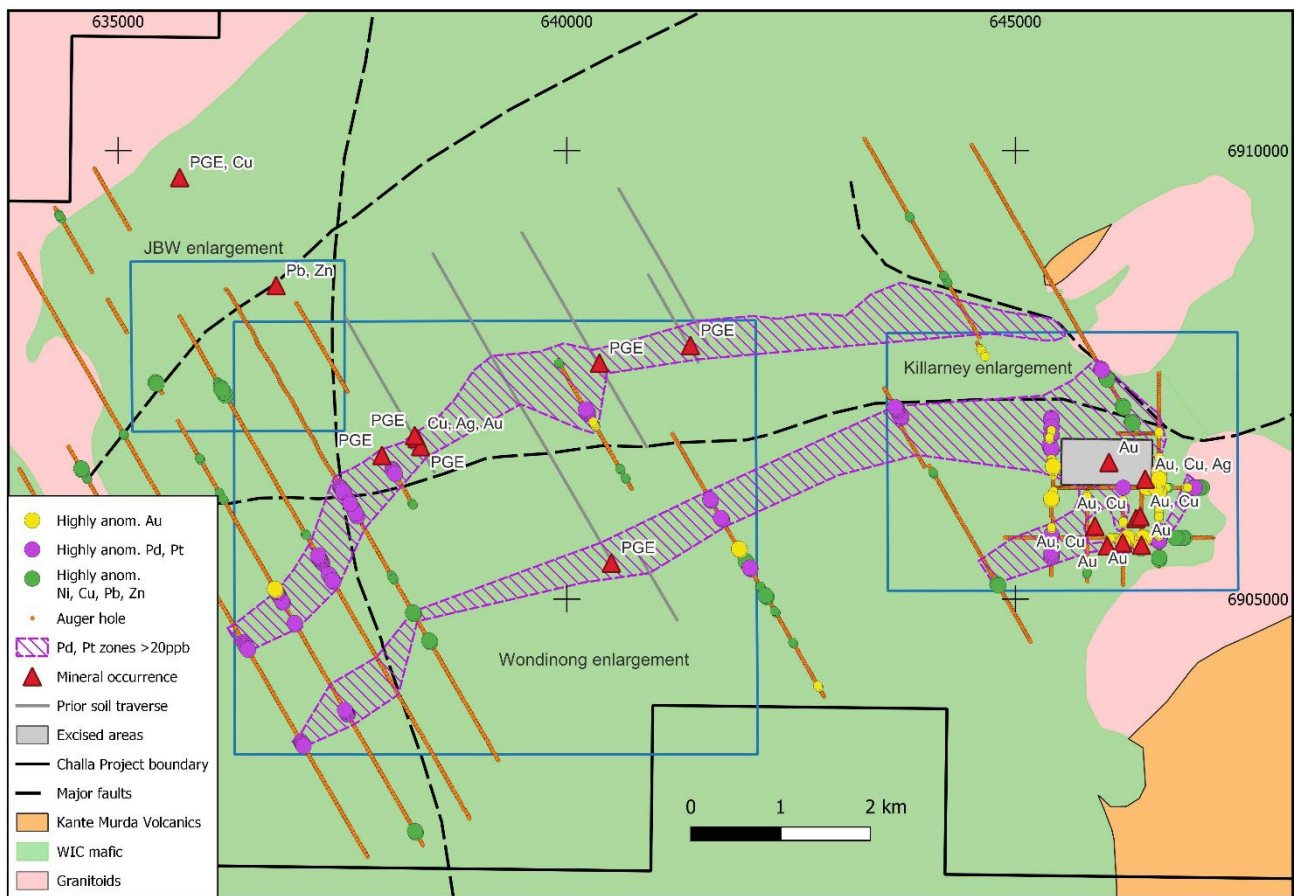 635000
640000
645000
6910000
PGE, Cu
JBW enlargement
Pb, Zn
PGE
PGE
Killarney enlargement
Cu, Ag, Au
PGE
PGE
Au
Au, Cu, Ag
Au, Cu
Au, Cu
Au
Au, Cu
Au
Au
PGE
6905000
Wondinong enlargement
Highly anom. Au
Highly anom. Pd, Pt
Highly anom.
Ni, Cu, Pb, Zn
Auger hole
Pd, Pt zones >20ppb
Mineral occurrence
Prior soil traverse
Excised areas
Challa Project boundary
Major faults
Kante Murda Volcanics
WIC mafic
Granitoids
0 1 2 km